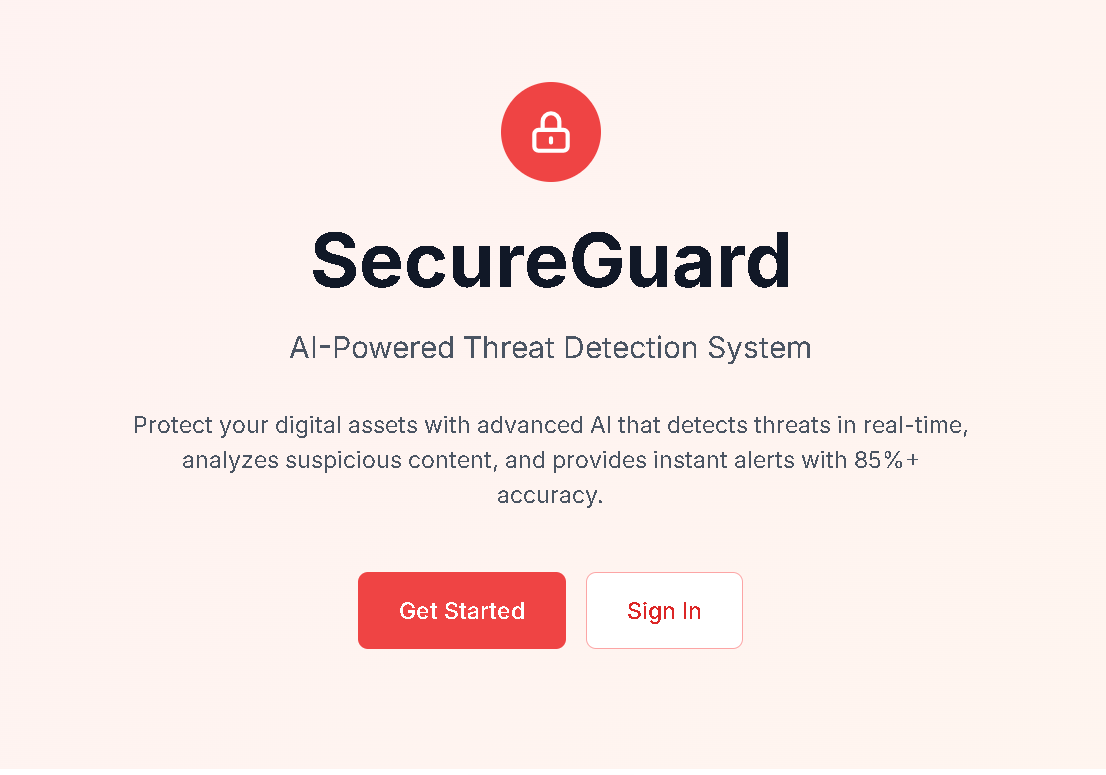 SecureGuard
AI-Powered Threat Detection System
Protect your digital assets with advanced AI that detects threats in real-time,
analyzes suspicious content, and provides instant alerts with 85%+
accuracy.
Get Started
Sign In